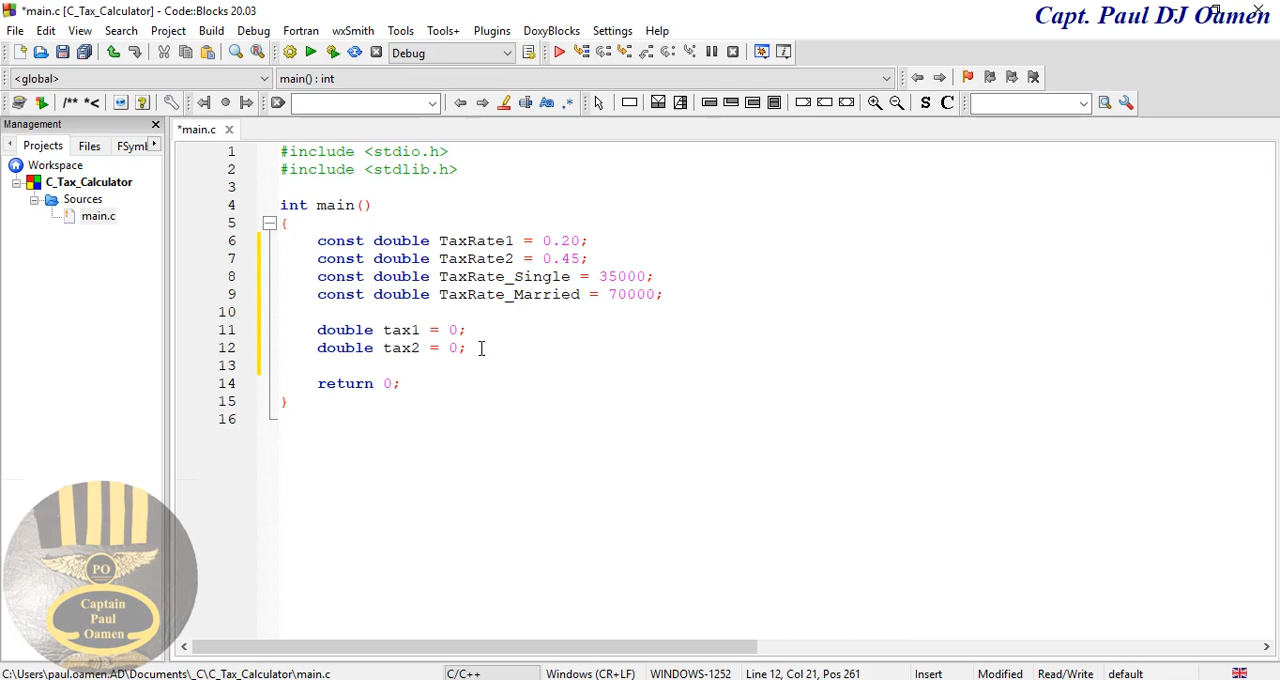 *main.c [C_Tax_Calculator] - Code::Blocks 20.03
Capt. Paul DJ Oamen
File Edit View Search Project Build Debug Fortran wxSmith Tools Tools+ Plugins DoxyBlocks Settings Help
Debug
<global> main() : int
/** *<
S C
Management
*main.c
Projects Files FSymb
Workspace
C_Tax_Calculator
Sources
main.c
1 #include <stdio.h>
2 #include <stdlib.h>
3
4 int main()
5 {
6 const double TaxRate1 = 0.20;
7 const double TaxRate2 = 0.45;
8 const double TaxRate_Single = 35000;
9 const double TaxRate_Married = 70000;
10
11 double tax1 = 0;
12 double tax2 = 0;
13
14 return 0;
15 }
16
PO
Captain
Paul
Oamen
C:\Users\paul.oamen.AD\Documents\_C\C_Tax_Calculator\main.c C/C++ Windows (CR+LF) WINDOWS-1252 Line 12, Col 21, Pos 261 Insert Modified Read/Write default